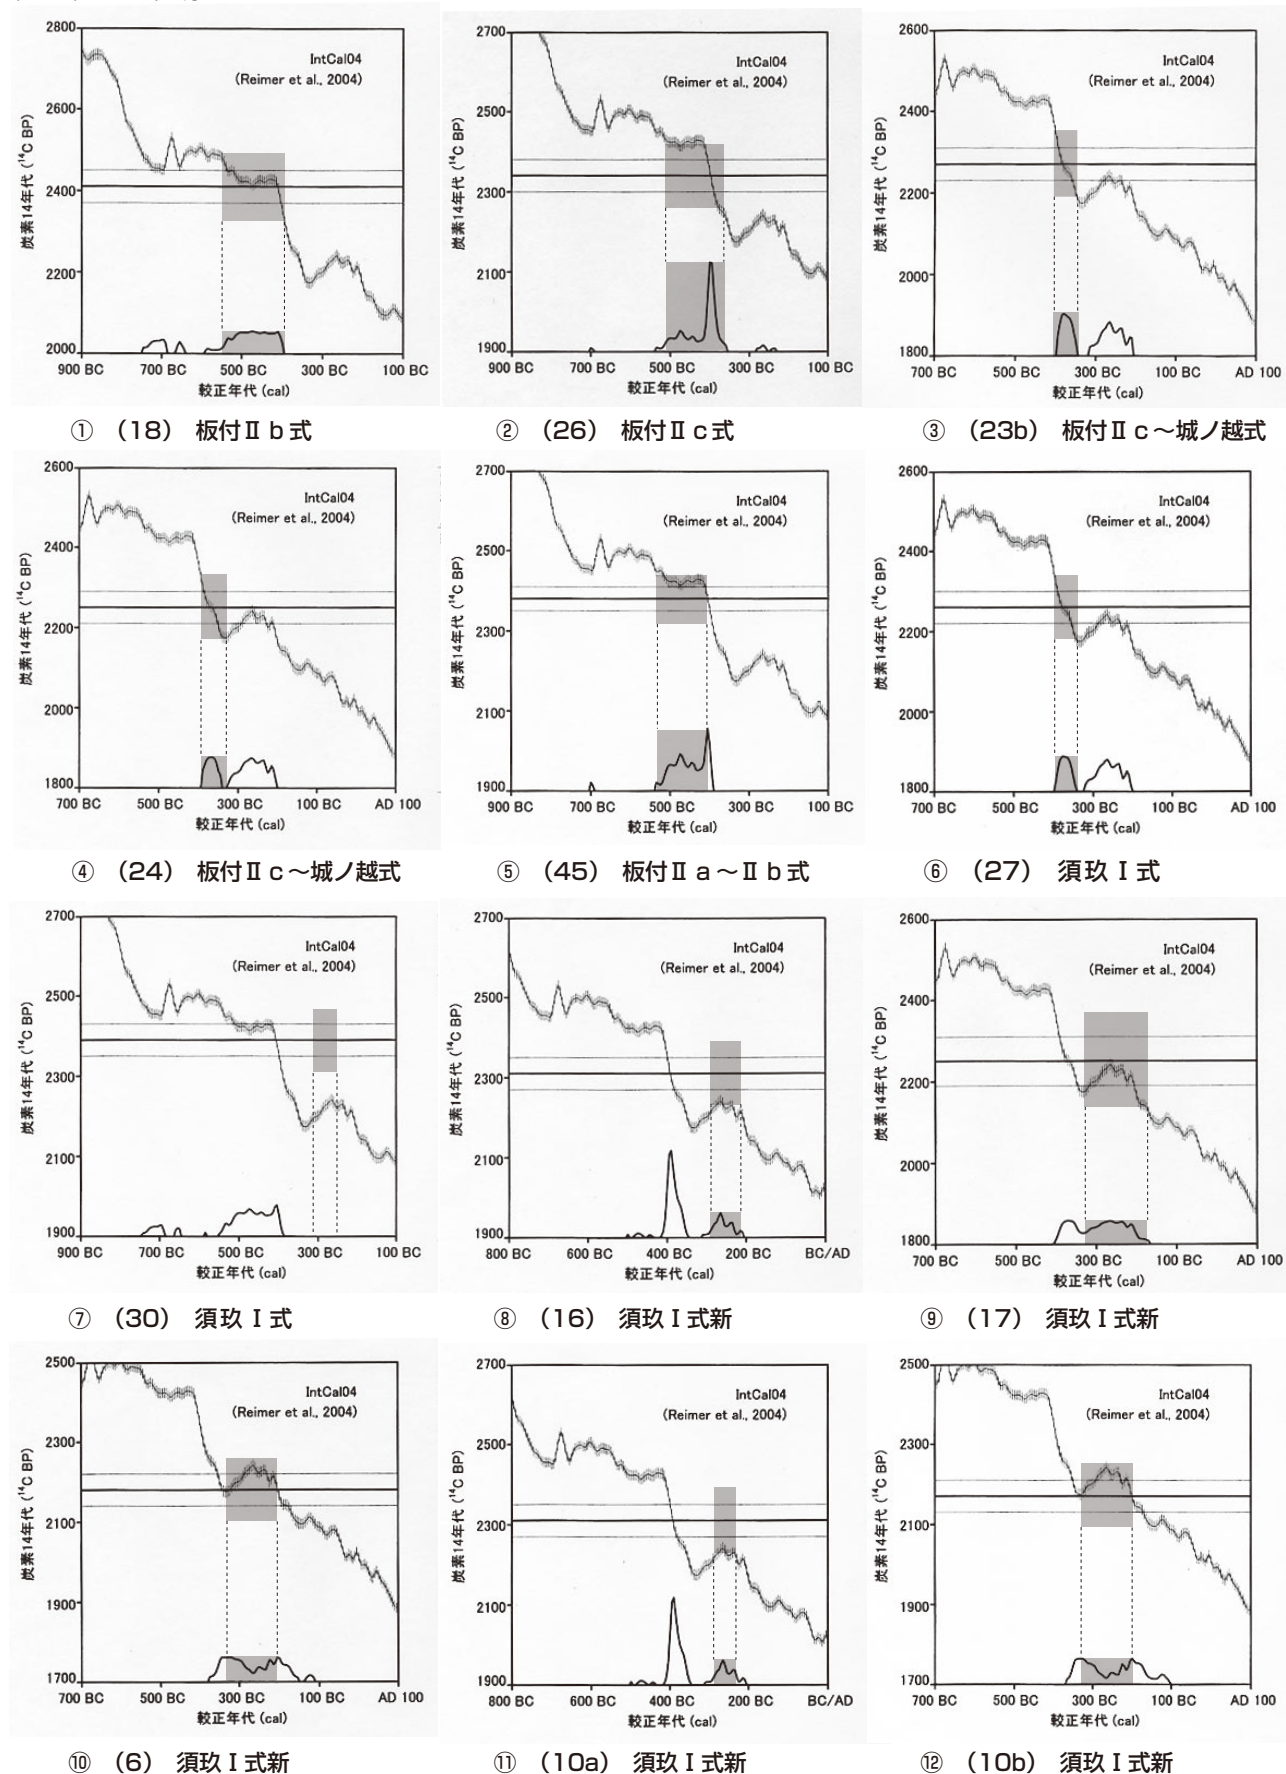 2800
2600
2400
2200
2000
炭素14年代 (¹⁴C BP)
IntCal04
(Reimer et al., 2004)
900 BC 700 BC 500 BC 300 BC 100 BC
較正年代 (cal)
① (18) 板付Ⅱb式
2700
2500
2300
2100
1900
炭素14年代 (¹⁴C BP)
IntCal04
(Reimer et al., 2004)
900 BC 700 BC 500 BC 300 BC 100 BC
較正年代 (cal)
② (26) 板付Ⅱc式
2600
2400
2200
2000
1800
炭素14年代 (¹⁴C BP)
IntCal04
(Reimer et al., 2004)
700 BC 500 BC 300 BC 100 BC AD 100
較正年代 (cal)
③ (23b) 板付Ⅱc～城ノ越式
2600
2400
2200
2000
1800
炭素14年代 (¹⁴C BP)
IntCal04
(Reimer et al., 2004)
700 BC 500 BC 300 BC 100 BC AD 100
較正年代 (cal)
④ (24) 板付Ⅱc～城ノ越式
2700
2500
2300
2100
1900
炭素14年代 (¹⁴C BP)
IntCal04
(Reimer et al., 2004)
900 BC 700 BC 500 BC 300 BC 100 BC
較正年代 (cal)
⑤ (45) 板付Ⅱa～Ⅱb式
2600
2400
2200
2000
1800
炭素14年代 (¹⁴C BP)
IntCal04
(Reimer et al., 2004)
700 BC 500 BC 300 BC 100 BC AD 100
較正年代 (cal)
⑥ (27) 須玖Ⅰ式
2700
2500
2300
2100
1900
炭素14年代 (¹⁴C BP)
IntCal04
(Reimer et al., 2004)
900 BC 700 BC 500 BC 300 BC 100 BC
較正年代 (cal)
⑦ (30) 須玖Ⅰ式
2700
2500
2300
2100
1900
炭素14年代 (¹⁴C BP)
IntCal04
(Reimer et al., 2004)
800 BC 600 BC 400 BC 200 BC BC/AD
較正年代 (cal)
⑧ (16) 須玖Ⅰ式新
2600
2400
2200
2000
1800
炭素14年代 (¹⁴C BP)
IntCal04
(Reimer et al., 2004)
700 BC 500 BC 300 BC 100 BC AD 100
較正年代 (cal)
⑨ (17) 須玖Ⅰ式新
2500
2300
2100
1900
1700
炭素14年代 (¹⁴C BP)
IntCal04
(Reimer et al., 2004)
700 BC 500 BC 300 BC 100 BC AD 100
較正年代 (cal)
⑩ (6) 須玖Ⅰ式新
2700
2500
2300
2100
1900
炭素14年代 (¹⁴C BP)
IntCal04
(Reimer et al., 2004)
800 BC 600 BC 400 BC 200 BC BC/AD
較正年代 (cal)
⑪ (10a) 須玖Ⅰ式新
2500
2300
2100
1900
1700
炭素14年代 (¹⁴C BP)
IntCal04
(Reimer et al., 2004)
700 BC 500 BC 300 BC 100 BC AD 100
較正年代 (cal)
⑫ (10b) 須玖Ⅰ式新